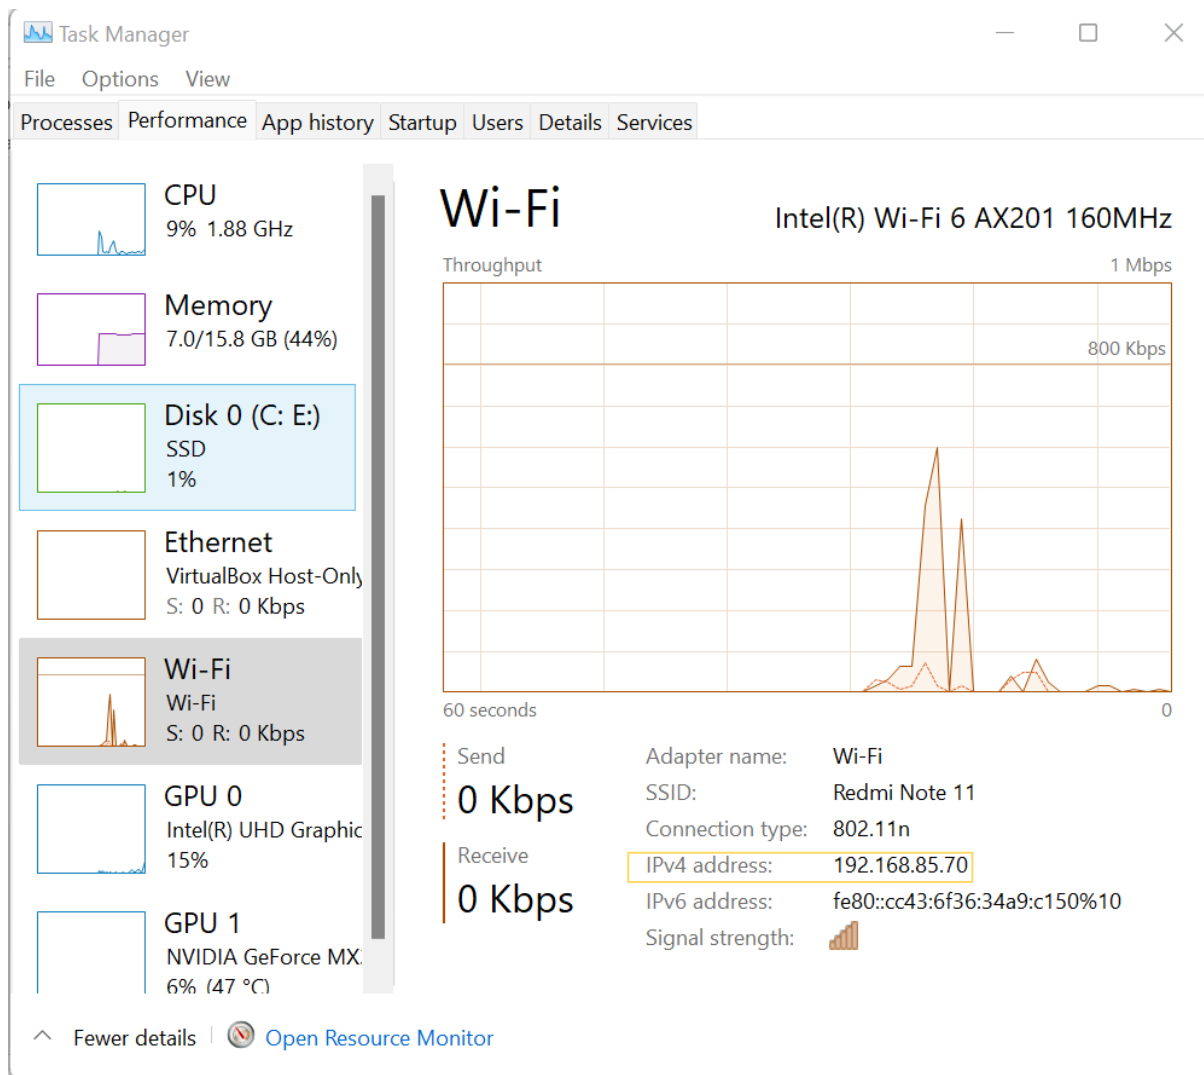 Task Manager
File Options View
Processes Performance App history Startup Users Details Services
CPU
9% 1.88 GHz
Memory
7.0/15.8 GB (44%)
Disk 0 (C: E:)
SSD
1%
Ethernet
VirtualBox Host-Only
S: 0 R: 0 Kbps
Wi-Fi
Wi-Fi
S: 0 R: 0 Kbps
GPU 0
Intel(R) UHD Graphic
15%
GPU 1
NVIDIA GeForce MX
6% (47 °C)
Wi-Fi
Intel(R) Wi-Fi 6 AX201 160MHz
Throughput 1 Mbps
800 Kbps
60 seconds 0
Send
0 Kbps
Receive
0 Kbps
Adapter name: Wi-Fi
SSID: Redmi Note 11
Connection type: 802.11n
IPv4 address: 192.168.85.70
IPv6 address: fe80::cc43:6f36:34a9:c150%10
Signal strength:
Fewer details
Open Resource Monitor